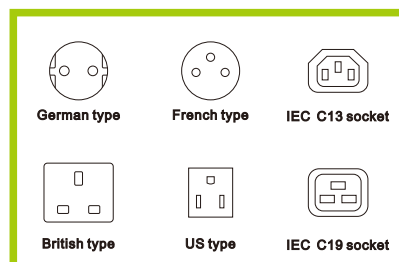 German type
French type
IEC C13 socket
British type
US type
IEC C19 socket